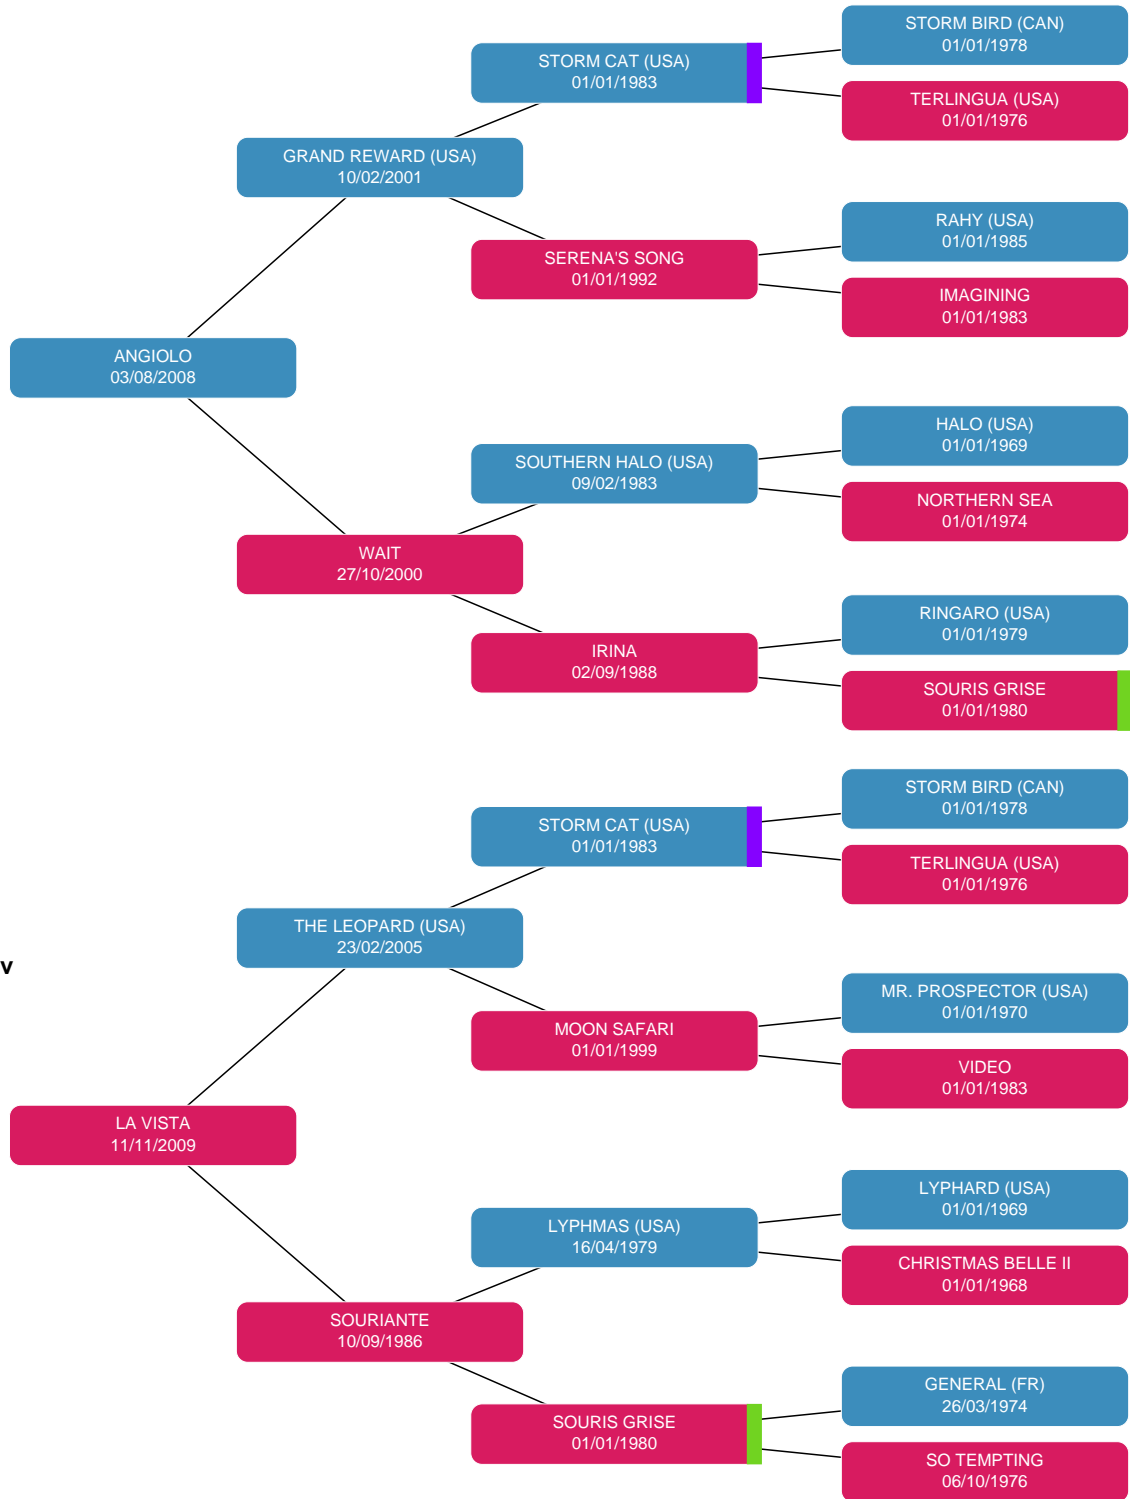 STORM BIRD (CAN)
01/01/1978
STORM CAT (USA)
01/01/1983
TERLINGUA (USA)
01/01/1976
GRAND REWARD (USA)
10/02/2001
RAHY (USA)
01/01/1985
SERENA'S SONG
01/01/1992
IMAGINING
01/01/1983
ANGIOLO
03/08/2008
HALO (USA)
01/01/1969
SOUTHERN HALO (USA)
09/02/1983
NORTHERN SEA
01/01/1974
WAIT
27/10/2000
RINGARO (USA)
01/01/1979
IRINA
02/09/1988
SOURIS GRISE
01/01/1980
STORM BIRD (CAN)
01/01/1978
STORM CAT (USA)
01/01/1983
TERLINGUA (USA)
01/01/1976
THE LEOPARD (USA)
23/02/2005
v
MR. PROSPECTOR (USA)
01/01/1970
MOON SAFARI
01/01/1999
VIDEO
01/01/1983
LA VISTA
11/11/2009
LYPHARD (USA)
01/01/1969
LYPHMAS (USA)
16/04/1979
CHRISTMAS BELLE II
01/01/1968
SOURIANTE
10/09/1986
GENERAL (FR)
26/03/1974
SOURIS GRISE
01/01/1980
SO TEMPTING
06/10/1976